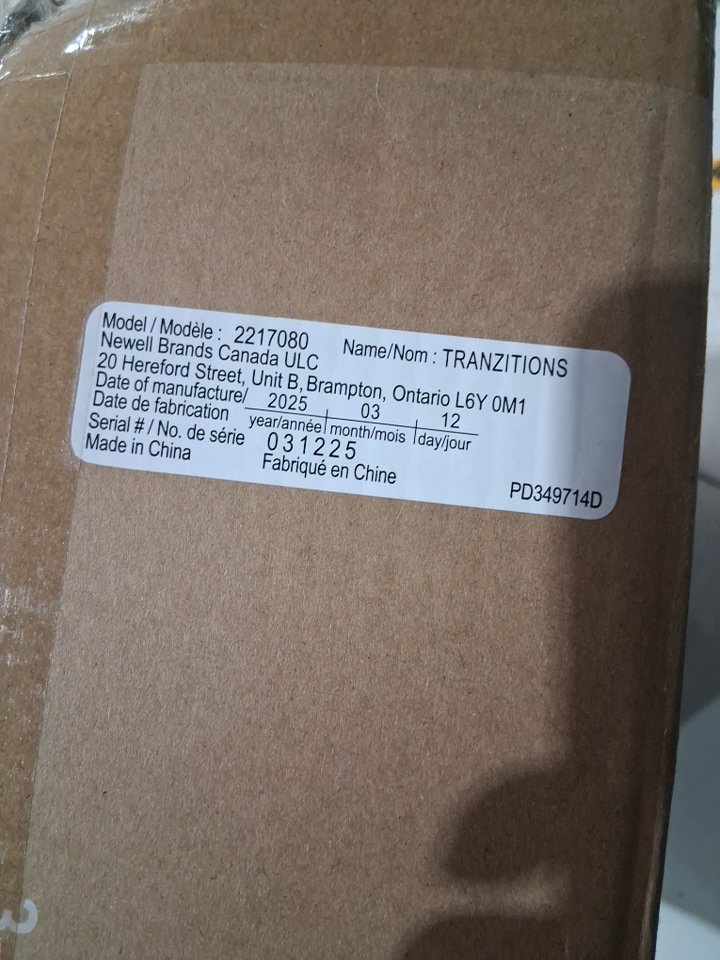 Model / Modèle : 2217080 Name/Nom : TRANZITIONS
Newell Brands Canada ULC
20 Hereford Street, Unit B, Brampton, Ontario L6Y 0M1
Date of manufacture/ 2025 03 12
Date de fabrication year/année month/mois day/jour
Serial # / No. de série 031225
Made in China Fabriqué en Chine PD349714D
3